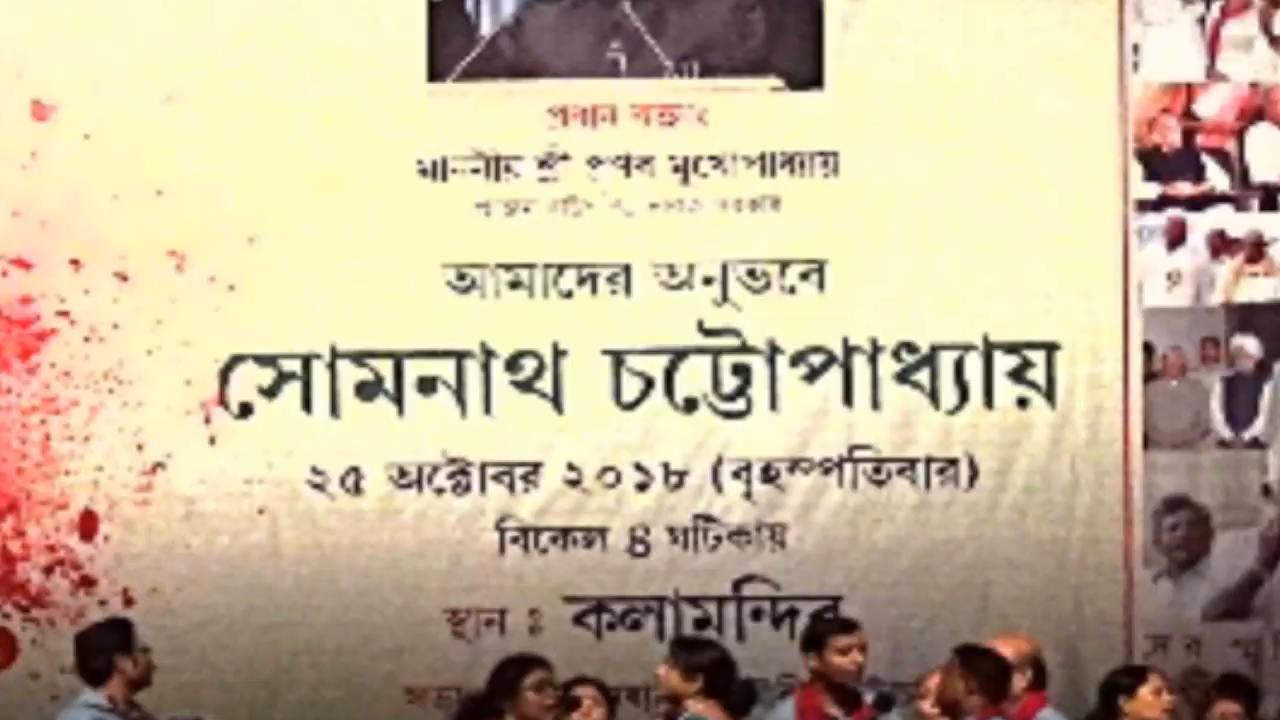 প্রধান বক্তাঃ
মাননীয় শ্রী প্রণব মুখোপাধ্যায়
আমাদের অনুভবে
সোমনাথ চট্টোপাধ্যায়
২৫ অক্টোবর ২০১৮ (বৃহস্পতিবার)
বিকেল ৪ ঘটিকায়
স্থান : কলামন্দির